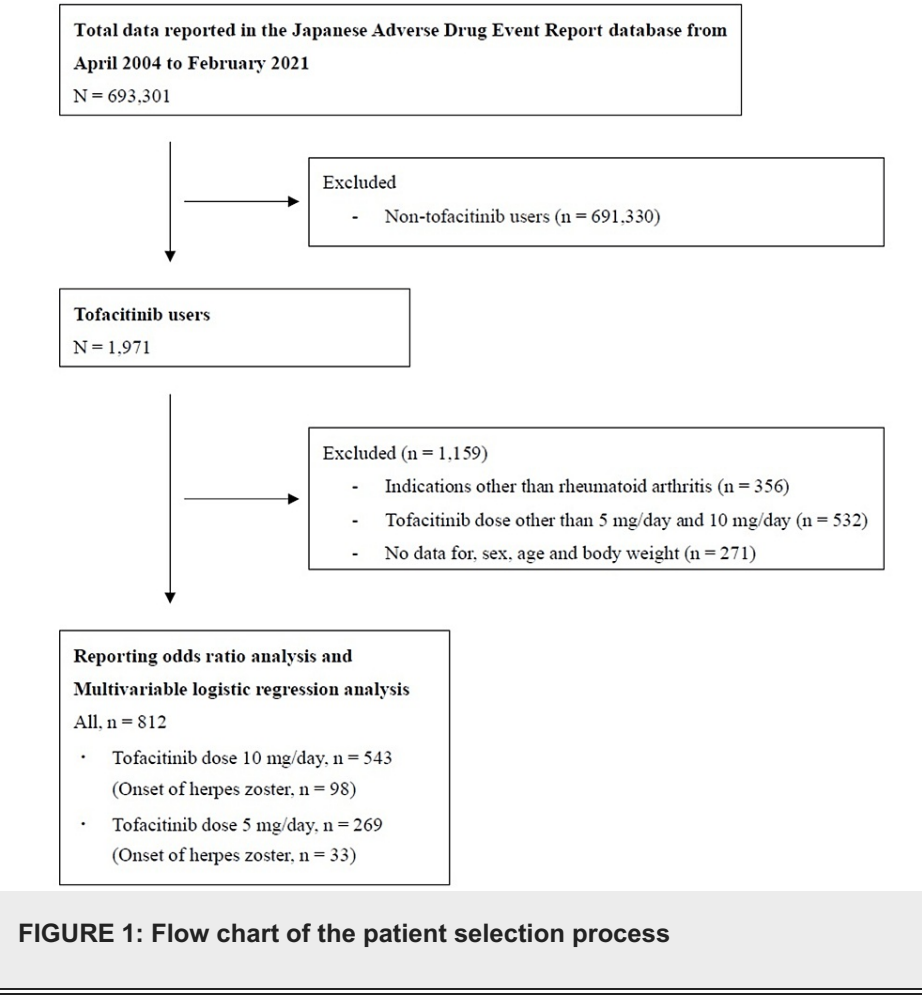 Total data reported in the Japanese Adverse Drug Event Report database from
April 2004 to February 2021
N = 693,301
Excluded
- Non-tofacitinib users (n = 691,330)
Tofacitinib users
N = 1,971
Excluded (n = 1,159)
- Indications other than rheumatoid arthritis (n = 356)
- Tofacitinib dose other than 5 mg/day and 10 mg/day (n = 532)
- No data for, sex, age and body weight (n = 271)
Reporting odds ratio analysis and
Multivariable logistic regression analysis
All, n = 812
・ Tofacitinib dose 10 mg/day, n = 543
(Onset of herpes zoster, n = 98)
・ Tofacitinib dose 5 mg/day, n = 269
(Onset of herpes zoster, n = 33)
FIGURE 1: Flow chart of the patient selection process